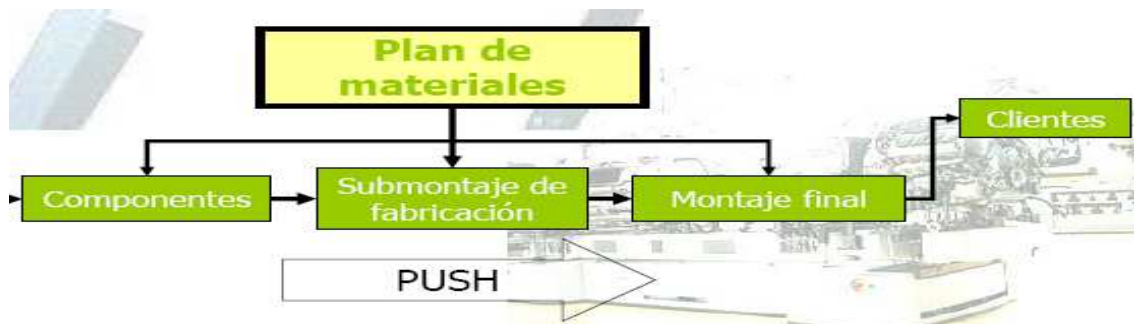 Plan de
materiales
Clientes
Componentes
Submontaje de
fabricación
Montaje final
PUSH